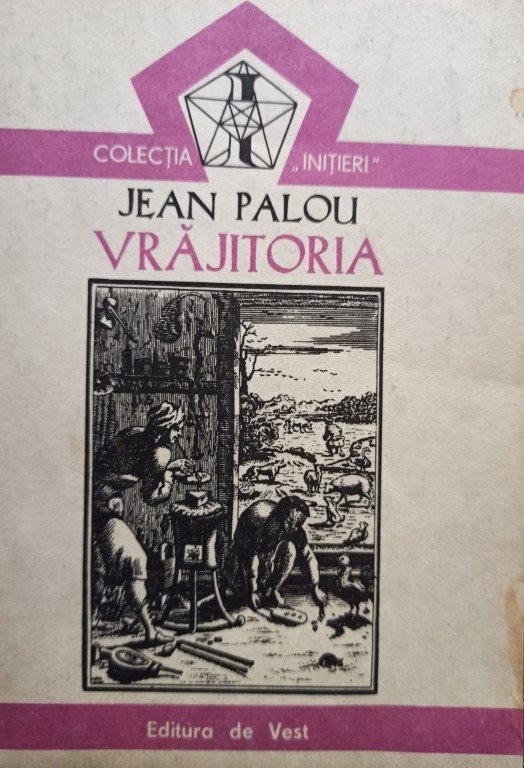 COLECȚIA „INIȚIERI"
JEAN PALOU
VRĂJITORIA
Editura de Vest